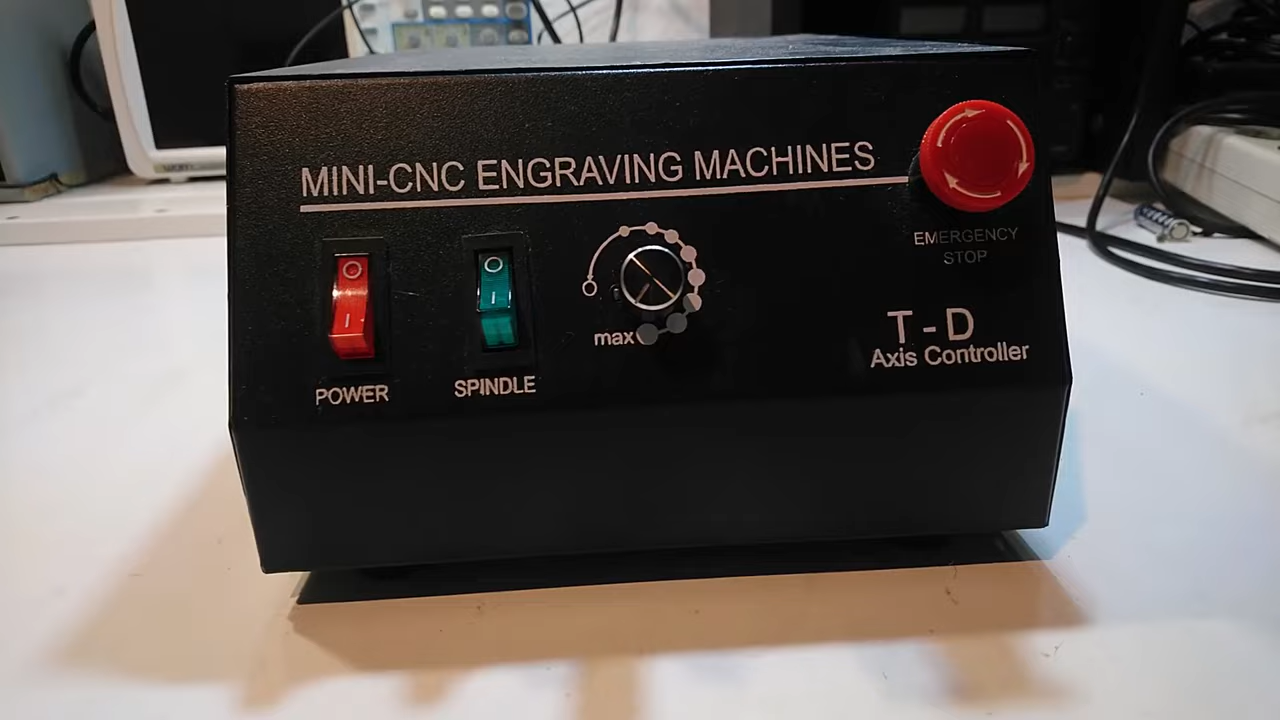 MINI-CNC ENGRAVING MACHINES
EMERGENCY
STOP
max
T-D
Axis Controller
POWER
SPINDLE